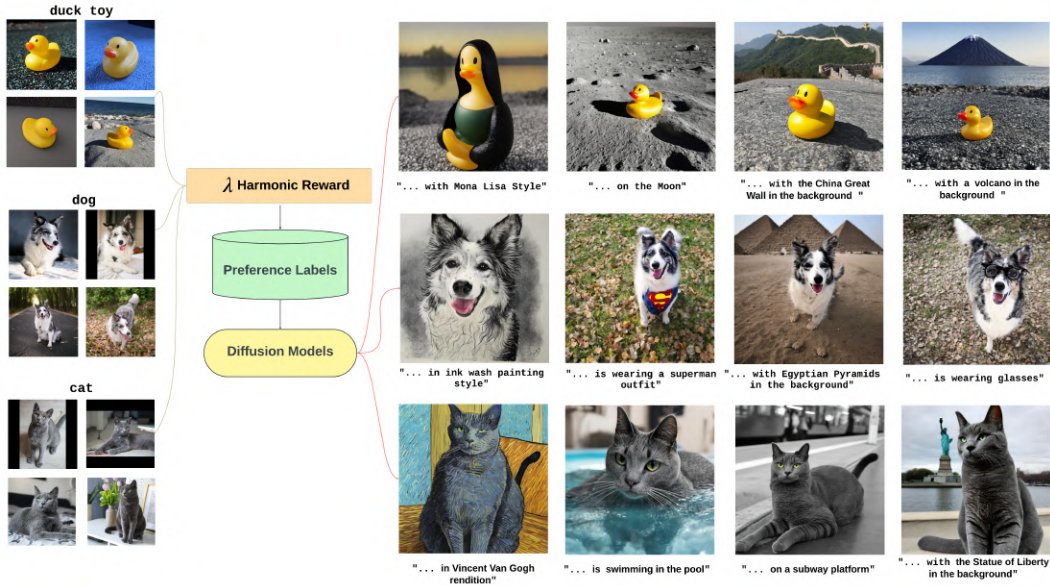 duck toy
dog
cat
λ Harmonic Reward
Preference Labels
Diffusion Models
"... with Mona Lisa Style"
"... on the Moon"
"... with the China Great
Wall in the background "
"... with a volcano in the
background "
"... in ink wash painting
style"
"... is wearing a superman
outfit"
"... with Egyptian Pyramids
in the background"
"... is wearing glasses"
"... in Vincent Van Gogh
rendition"
"... is swimming in the pool"
"... on a subway platform"
"... with the Statue of Liberty
in the background"